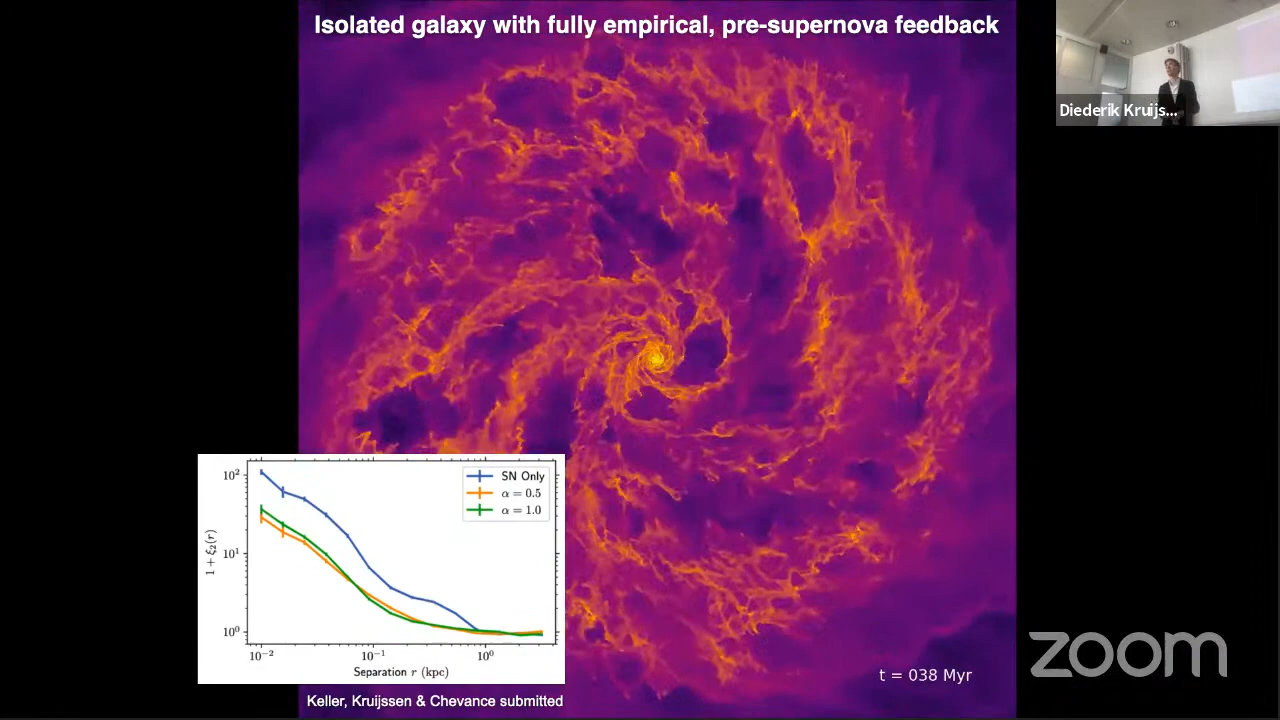 Isolated galaxy with fully empirical, pre-supernova feedback
Diederik Kruijs...
10²
10¹
10⁰
1 + ξ₂(r)
SN Only
α = 0.5
α = 1.0
10⁻²
10⁻¹
10⁰
Separation r (kpc)
t = 038 Myr
Keller, Kruijssen & Chevance submitted
zoom